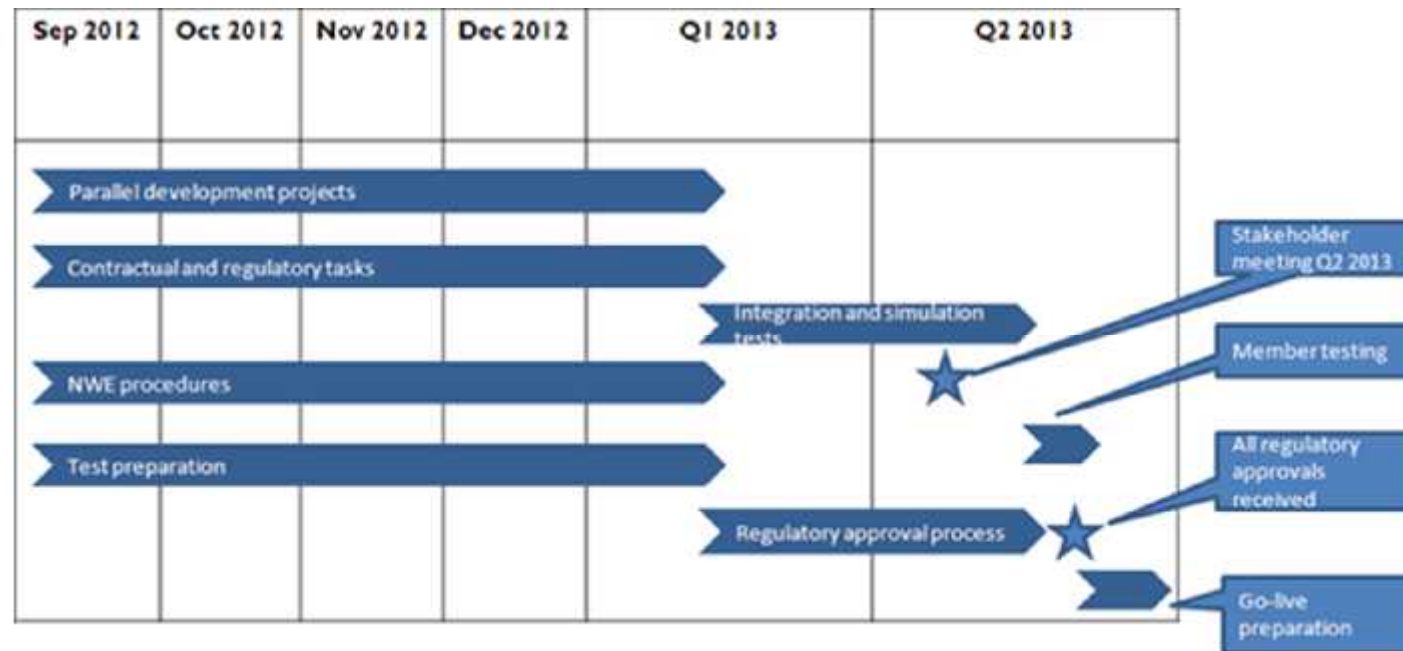 Sep 2012 Oct 2012 Nov 2012 Dec 2012 Q1 2013 Q2 2013
Parallel development projects
Contractual and regulatory tasks
Integration and simulation
tests
NWE procedures
Test preparation
Regulatory approval process
Stakeholder
meeting Q2 2013
Member testing
All regulatory
approvals
received
Go-live
preparation